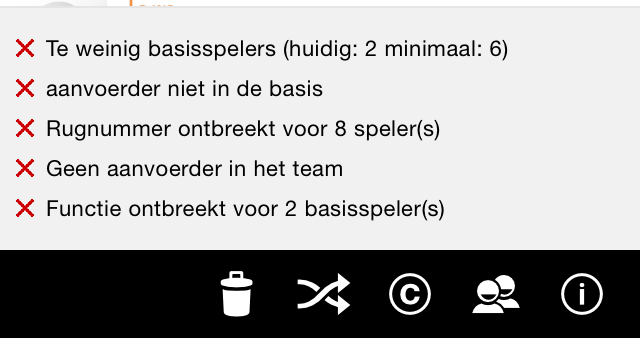 Te weinig basisspelers (huidig: 2 minimaal: 6)
aanvoerder niet in de basis
Rugnummer ontbreekt voor 8 speler(s)
Geen aanvoerder in het team
Functie ontbreekt voor 2 basisspeler(s)